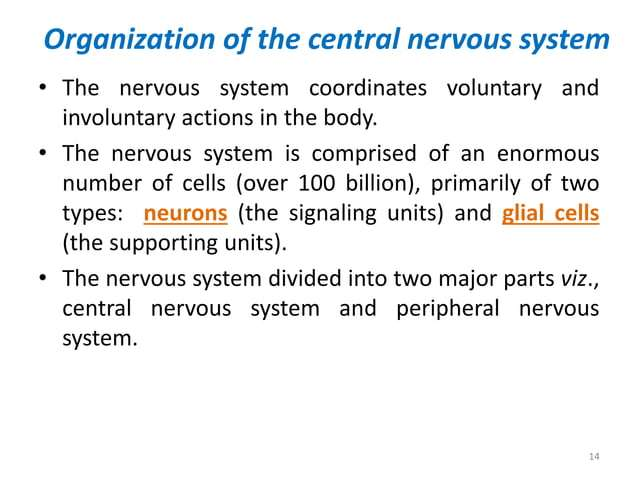 Organization of the central nervous system
• The nervous system coordinates voluntary and
involuntary actions in the body.
• The nervous system is comprised of an enormous
number of cells (over 100 billion), primarily of two
types: neurons (the signaling units) and glial cells
(the supporting units).
• The nervous system divided into two major parts viz.,
central nervous system and peripheral nervous
system.
14